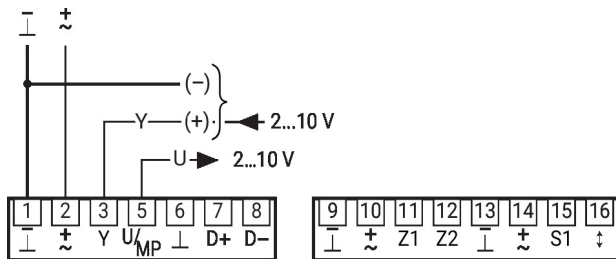 ⊥̄ ±~
(–)
Y (+) 2...10 V
U 2...10 V
1 2 3 5 6 7 8 9 10 11 12 13 14 15 16
⊥̄ ±~ Y U/MP ⊥ D+ D– ⊥̄ ±~ Z1 Z2 ⊥̄ ±~ S1 ↕